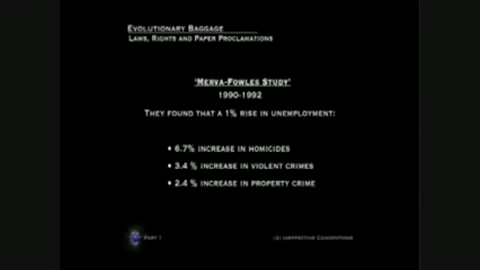 EVOLUTIONARY BAGGAGE
LAWS, RIGHTS AND PAPER PROCLAMATIONS
'MERVA-FOWLES STUDY'
1990-1992
THEY FOUND THAT A 1% RISE IN UNEMPLOYMENT:
• 6.7% INCREASE IN HOMICIDES
• 3.4 % INCREASE IN VIOLENT CRIMES
• 2.4 % INCREASE IN PROPERTY CRIME
PART 1
INEFFECTIVE CONVENTIONS